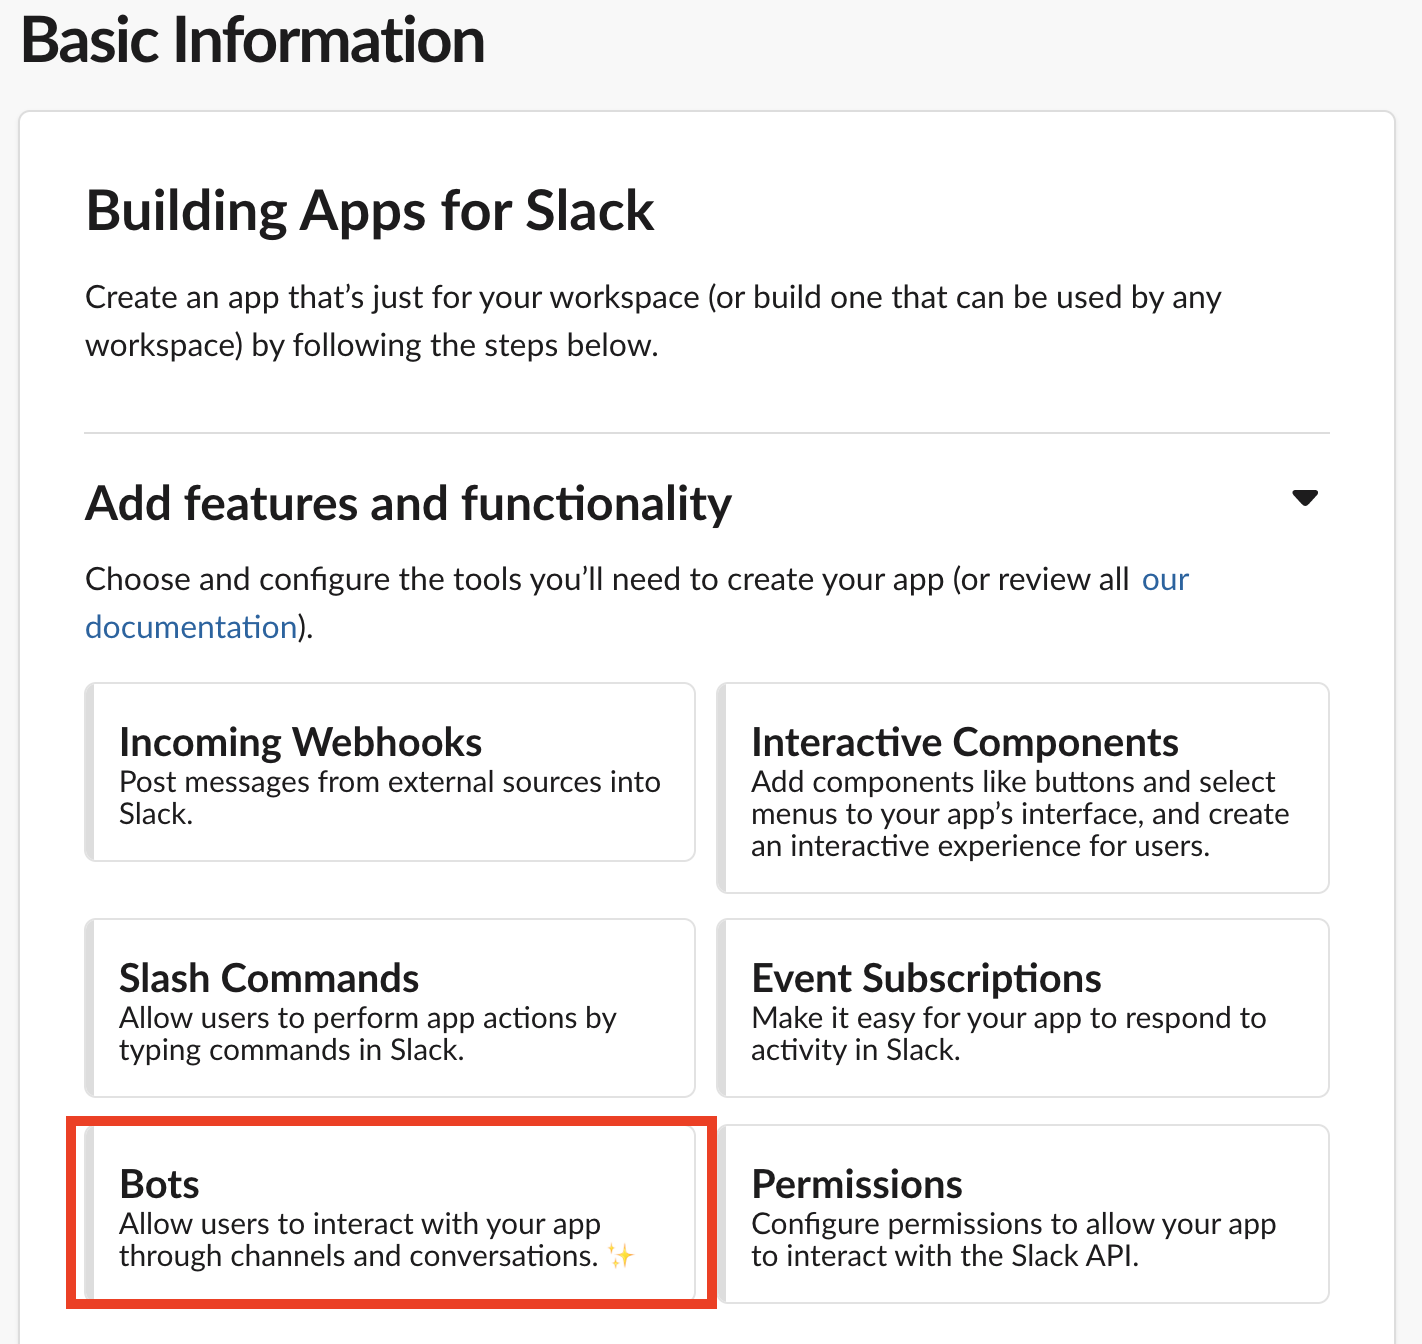 Basic Information
Building Apps for Slack
Create an app that’s just for your workspace (or build one that can be used by any
workspace) by following the steps below.
Add features and functionality
Choose and configure the tools you’ll need to create your app (or review all our
documentation).
Incoming Webhooks
Post messages from external sources into
Slack.
Interactive Components
Add components like buttons and select
menus to your app’s interface, and create
an interactive experience for users.
Slash Commands
Allow users to perform app actions by
typing commands in Slack.
Event Subscriptions
Make it easy for your app to respond to
activity in Slack.
Bots
Allow users to interact with your app
through channels and conversations. ✨
Permissions
Configure permissions to allow your app
to interact with the Slack API.